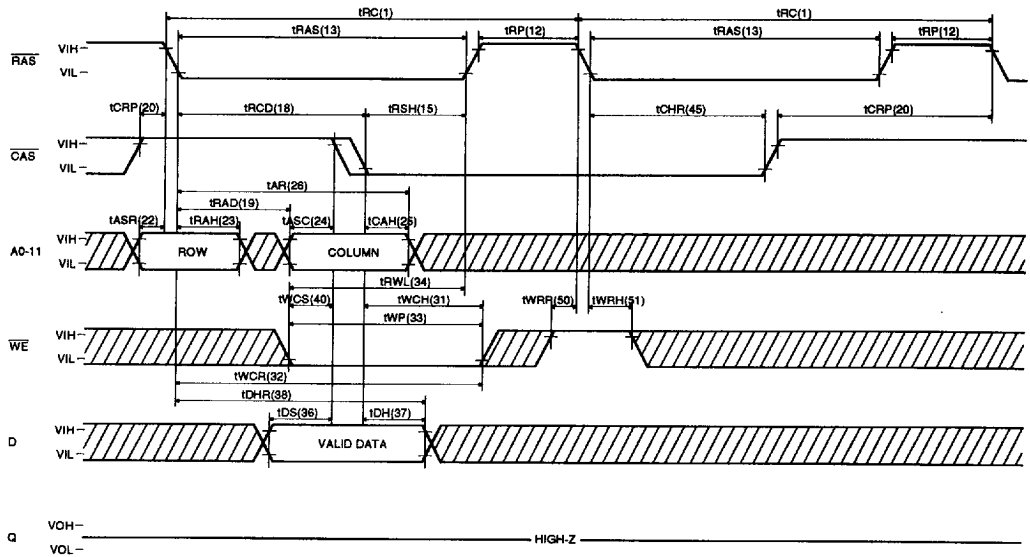 tRC(1) tRC(1)
tRAS(13) tRP(12) tRAS(13) tRP(12)
RAS VIH
VIL
tCRP(20) tRCD(18) tRSH(15) tCHR(45) tCRP(20)
CAS VIH
VIL
tAR(26)
tRAD(19)
tASR(22) tRAH(23) tASC(24) tCAH(25)
A0-11 VIH ROW COLUMN
VIL
tRWL(34)
tWCS(40) tWCH(31) tWRP(50) tWRH(51)
tWP(33)
WE VIH
VIL
tWCR(32)
tDHR(38)
tDS(36) tDH(37)
D VIH VALID DATA
VIL
Q VOH
HIGH-Z
VOL